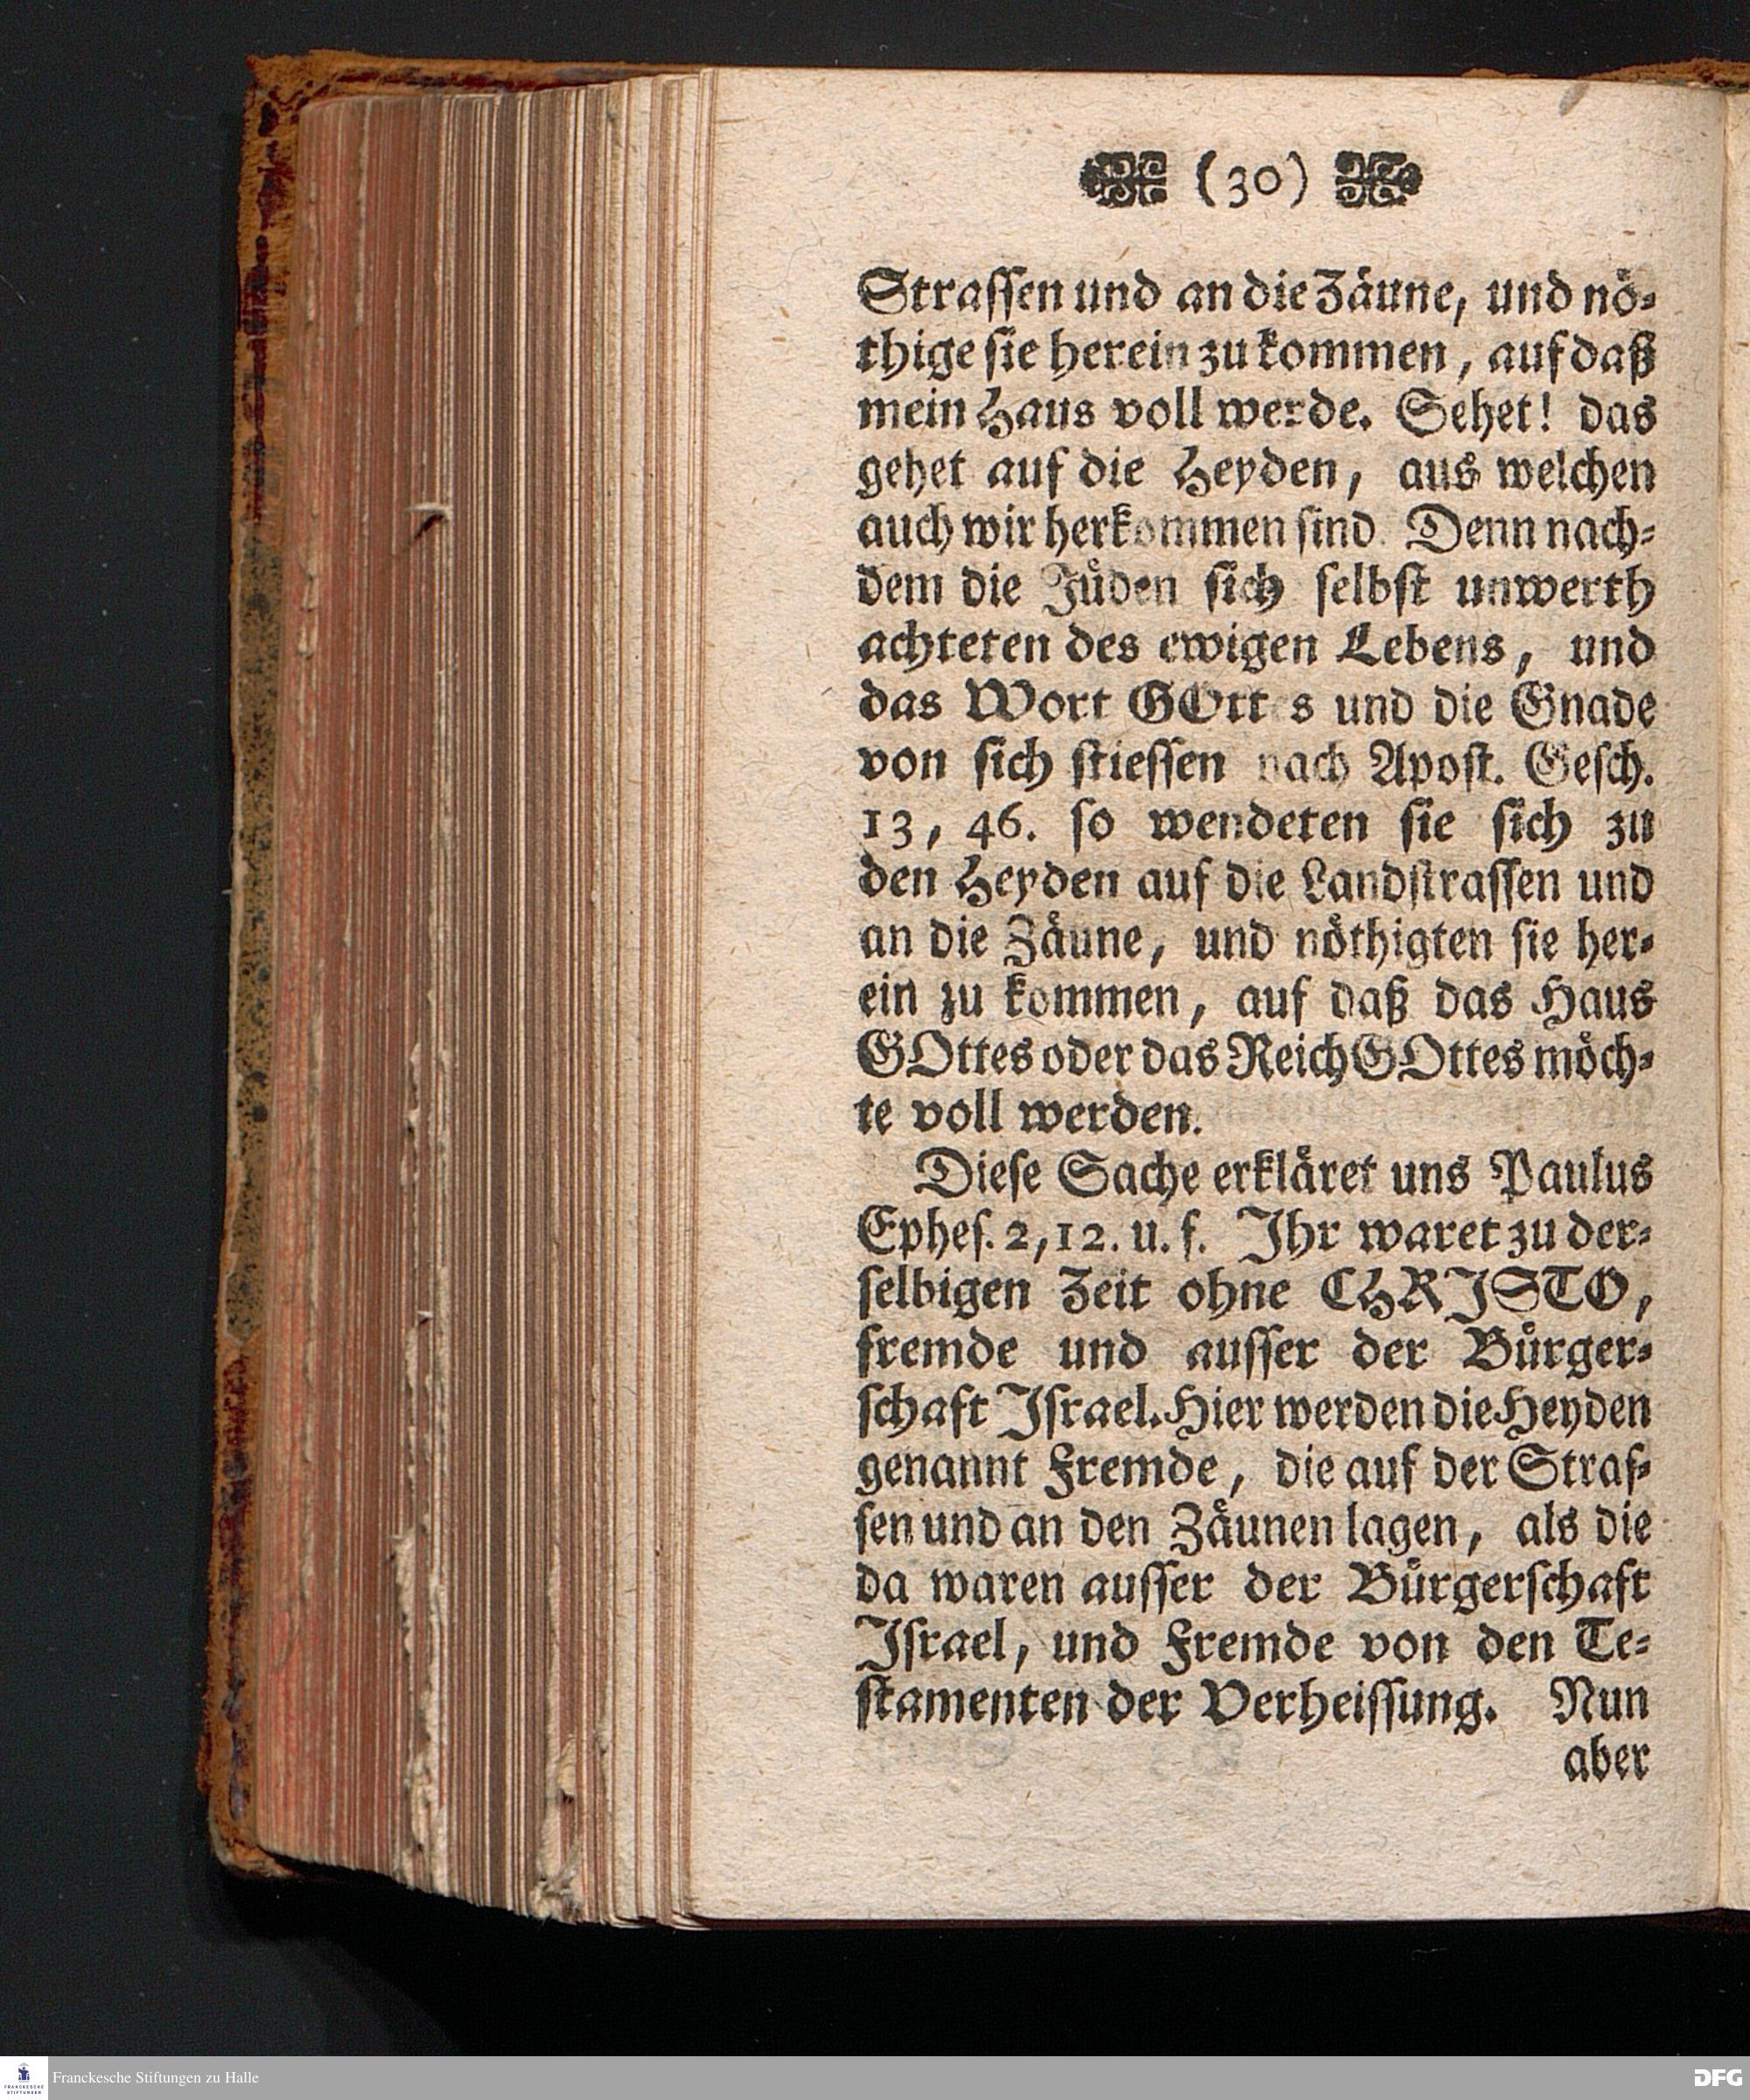 (30)
Straſſen und an die Zäune, und nö-
thige ſie herein zu kommen, auf daß
mein Haus voll werde. Sehet! das
gehet auf die Heyden, aus welchen
auch wir herkommen ſind. Denn nach-
dem die Jüden ſich ſelbſt unwerth
achteten des ewigen Lebens, und
das Wort GOtt s und die Gnade
von ſich ſtieſſen nach Apoſt. Geſch.
13, 46. ſo wendeten ſie ſich zu
den Heyden auf die Landſtraſſen und
an die Zäune, und nöthigten ſie her-
ein zu kommen, auf daß das Haus
GOttes oder das Reich GOttes möch-
te voll werden.
Dieſe Sache erkläret uns Paulus
Epheſ. 2, 12. u. f. Ihr waret zu der-
ſelbigen Zeit ohne CHRISTO,
fremde und auſſer der Bürger-
ſchaft Iſrael. Hier werden die Heyden
genannt Fremde, die auf der Straſ-
ſen und an den Zäunen lagen, als die
da waren auſſer der Bürgerſchaft
Iſrael, und Fremde von den Te-
ſtamenten der Verheiſſung. Nun
aber
FRANCKESCHE
STIFTUNGEN
Franckesche Stiftungen zu Halle
DFG